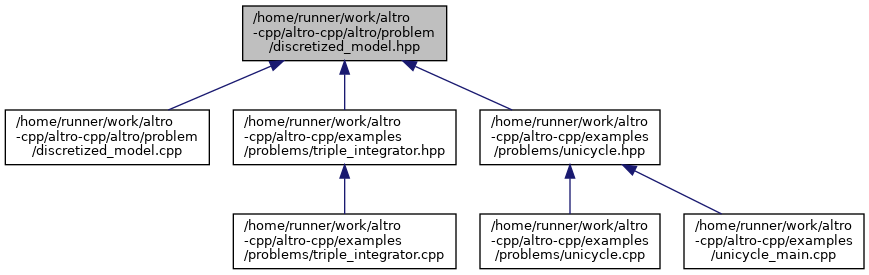 /home/runner/work/altro
-cpp/altro-cpp/altro/problem
/discretized_model.hpp
/home/runner/work/altro
-cpp/altro-cpp/altro/problem
/discretized_model.cpp
/home/runner/work/altro
-cpp/altro-cpp/examples
/problems/triple_integrator.hpp
/home/runner/work/altro
-cpp/altro-cpp/examples
/problems/unicycle.hpp
/home/runner/work/altro
-cpp/altro-cpp/examples
/problems/triple_integrator.cpp
/home/runner/work/altro
-cpp/altro-cpp/examples
/problems/unicycle.cpp
/home/runner/work/altro
-cpp/altro-cpp/examples
/unicycle_main.cpp